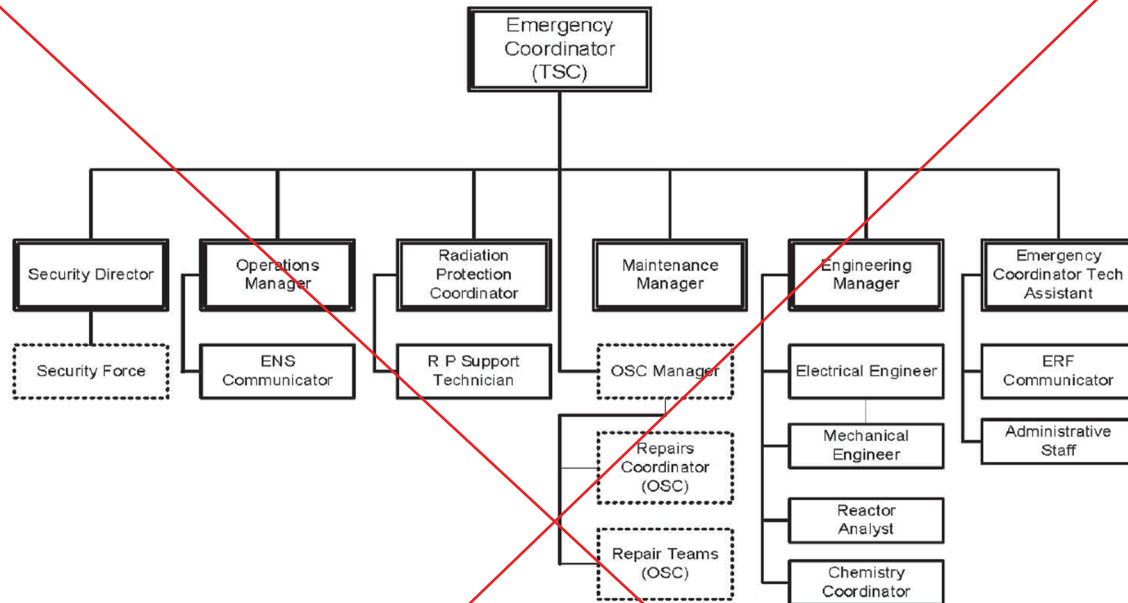 Emergency
Coordinator
(TSC)
Security Director
Operations
Manager
Radiation
Protection
Coordinator
Maintenance
Manager
Engineering
Manager
Emergency
Coordinator Tech
Assistant
Security Force
ENS
Communicator
R P Support
Technician
OSC Manager
Electrical Engineer
ERF
Communicator
Repairs
Coordinator
(OSC)
Mechanical
Engineer
Administrative
Staff
Reactor
Analyst
Repair Teams
(OSC)
Chemistry
Coordinator